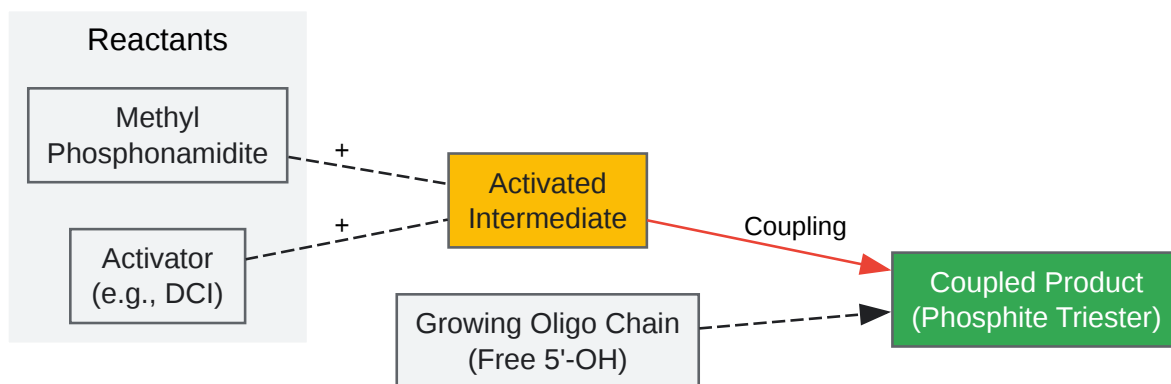 Reactants
Methyl
Phosphonamidite
+
Activator
(e.g., DCI)
+
Activated
Intermediate
Coupling
Growing Oligo Chain
(Free 5'-OH)
Coupled Product
(Phosphite Triester)